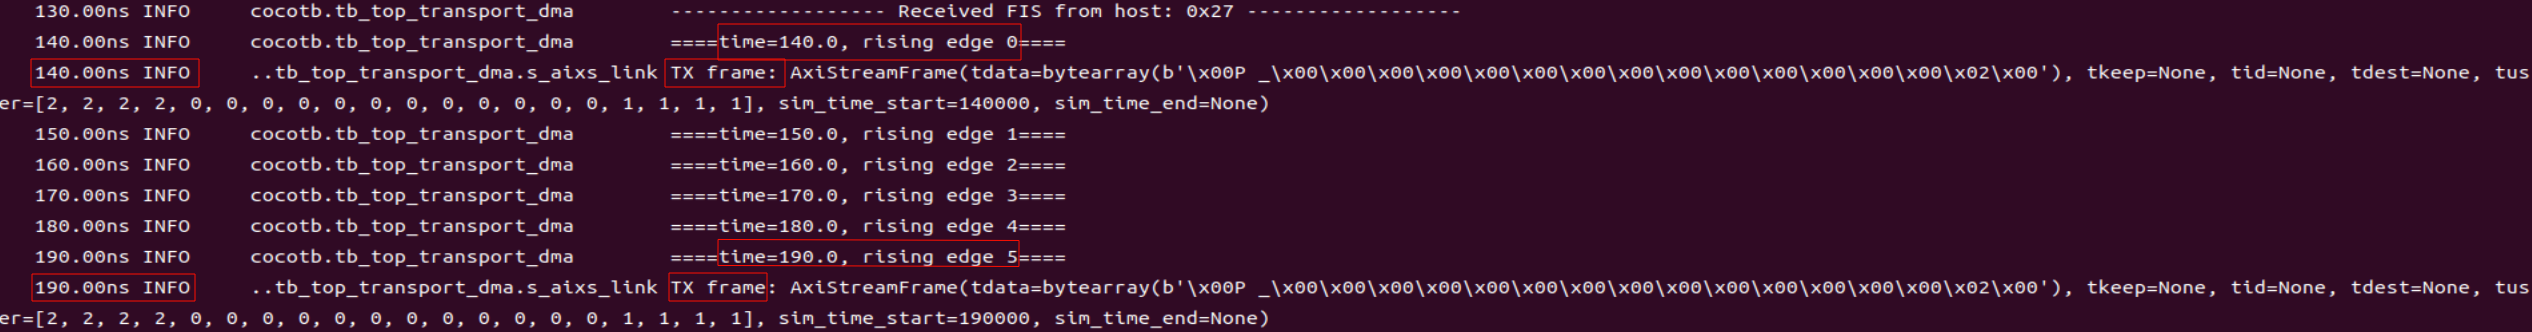 130.00ns INFO     cocotb.tb_top_transport_dma        ------------------ Received FIS from host: 0x27 ------------------
140.00ns INFO     cocotb.tb_top_transport_dma        ====time=140.0, rising edge 0====
140.00ns INFO     ..tb_top_transport_dma.s_aixs_link TX frame: AxiStreamFrame(tdata=bytearray(b'\x00P _\x00\x00\x00\x00\x00\x00\x00\x00\x00\x00\x00\x00\x00\x00\x02\x00'), tkeep=None, tid=None, tdest=None, tus
er=[2, 2, 2, 2, 0, 0, 0, 0, 0, 0, 0, 0, 0, 0, 0, 0, 1, 1, 1, 1], sim_time_start=140000, sim_time_end=None)
150.00ns INFO     cocotb.tb_top_transport_dma        ====time=150.0, rising edge 1====
160.00ns INFO     cocotb.tb_top_transport_dma        ====time=160.0, rising edge 2====
170.00ns INFO     cocotb.tb_top_transport_dma        ====time=170.0, rising edge 3====
180.00ns INFO     cocotb.tb_top_transport_dma        ====time=180.0, rising edge 4====
190.00ns INFO     cocotb.tb_top_transport_dma        ====time=190.0, rising edge 5====
190.00ns INFO     ..tb_top_transport_dma.s_aixs_link TX frame: AxiStreamFrame(tdata=bytearray(b'\x00P _\x00\x00\x00\x00\x00\x00\x00\x00\x00\x00\x00\x00\x00\x00\x02\x00'), tkeep=None, tid=None, tdest=None, tus
er=[2, 2, 2, 2, 0, 0, 0, 0, 0, 0, 0, 0, 0, 0, 0, 0, 1, 1, 1, 1], sim_time_start=190000, sim_time_end=None)